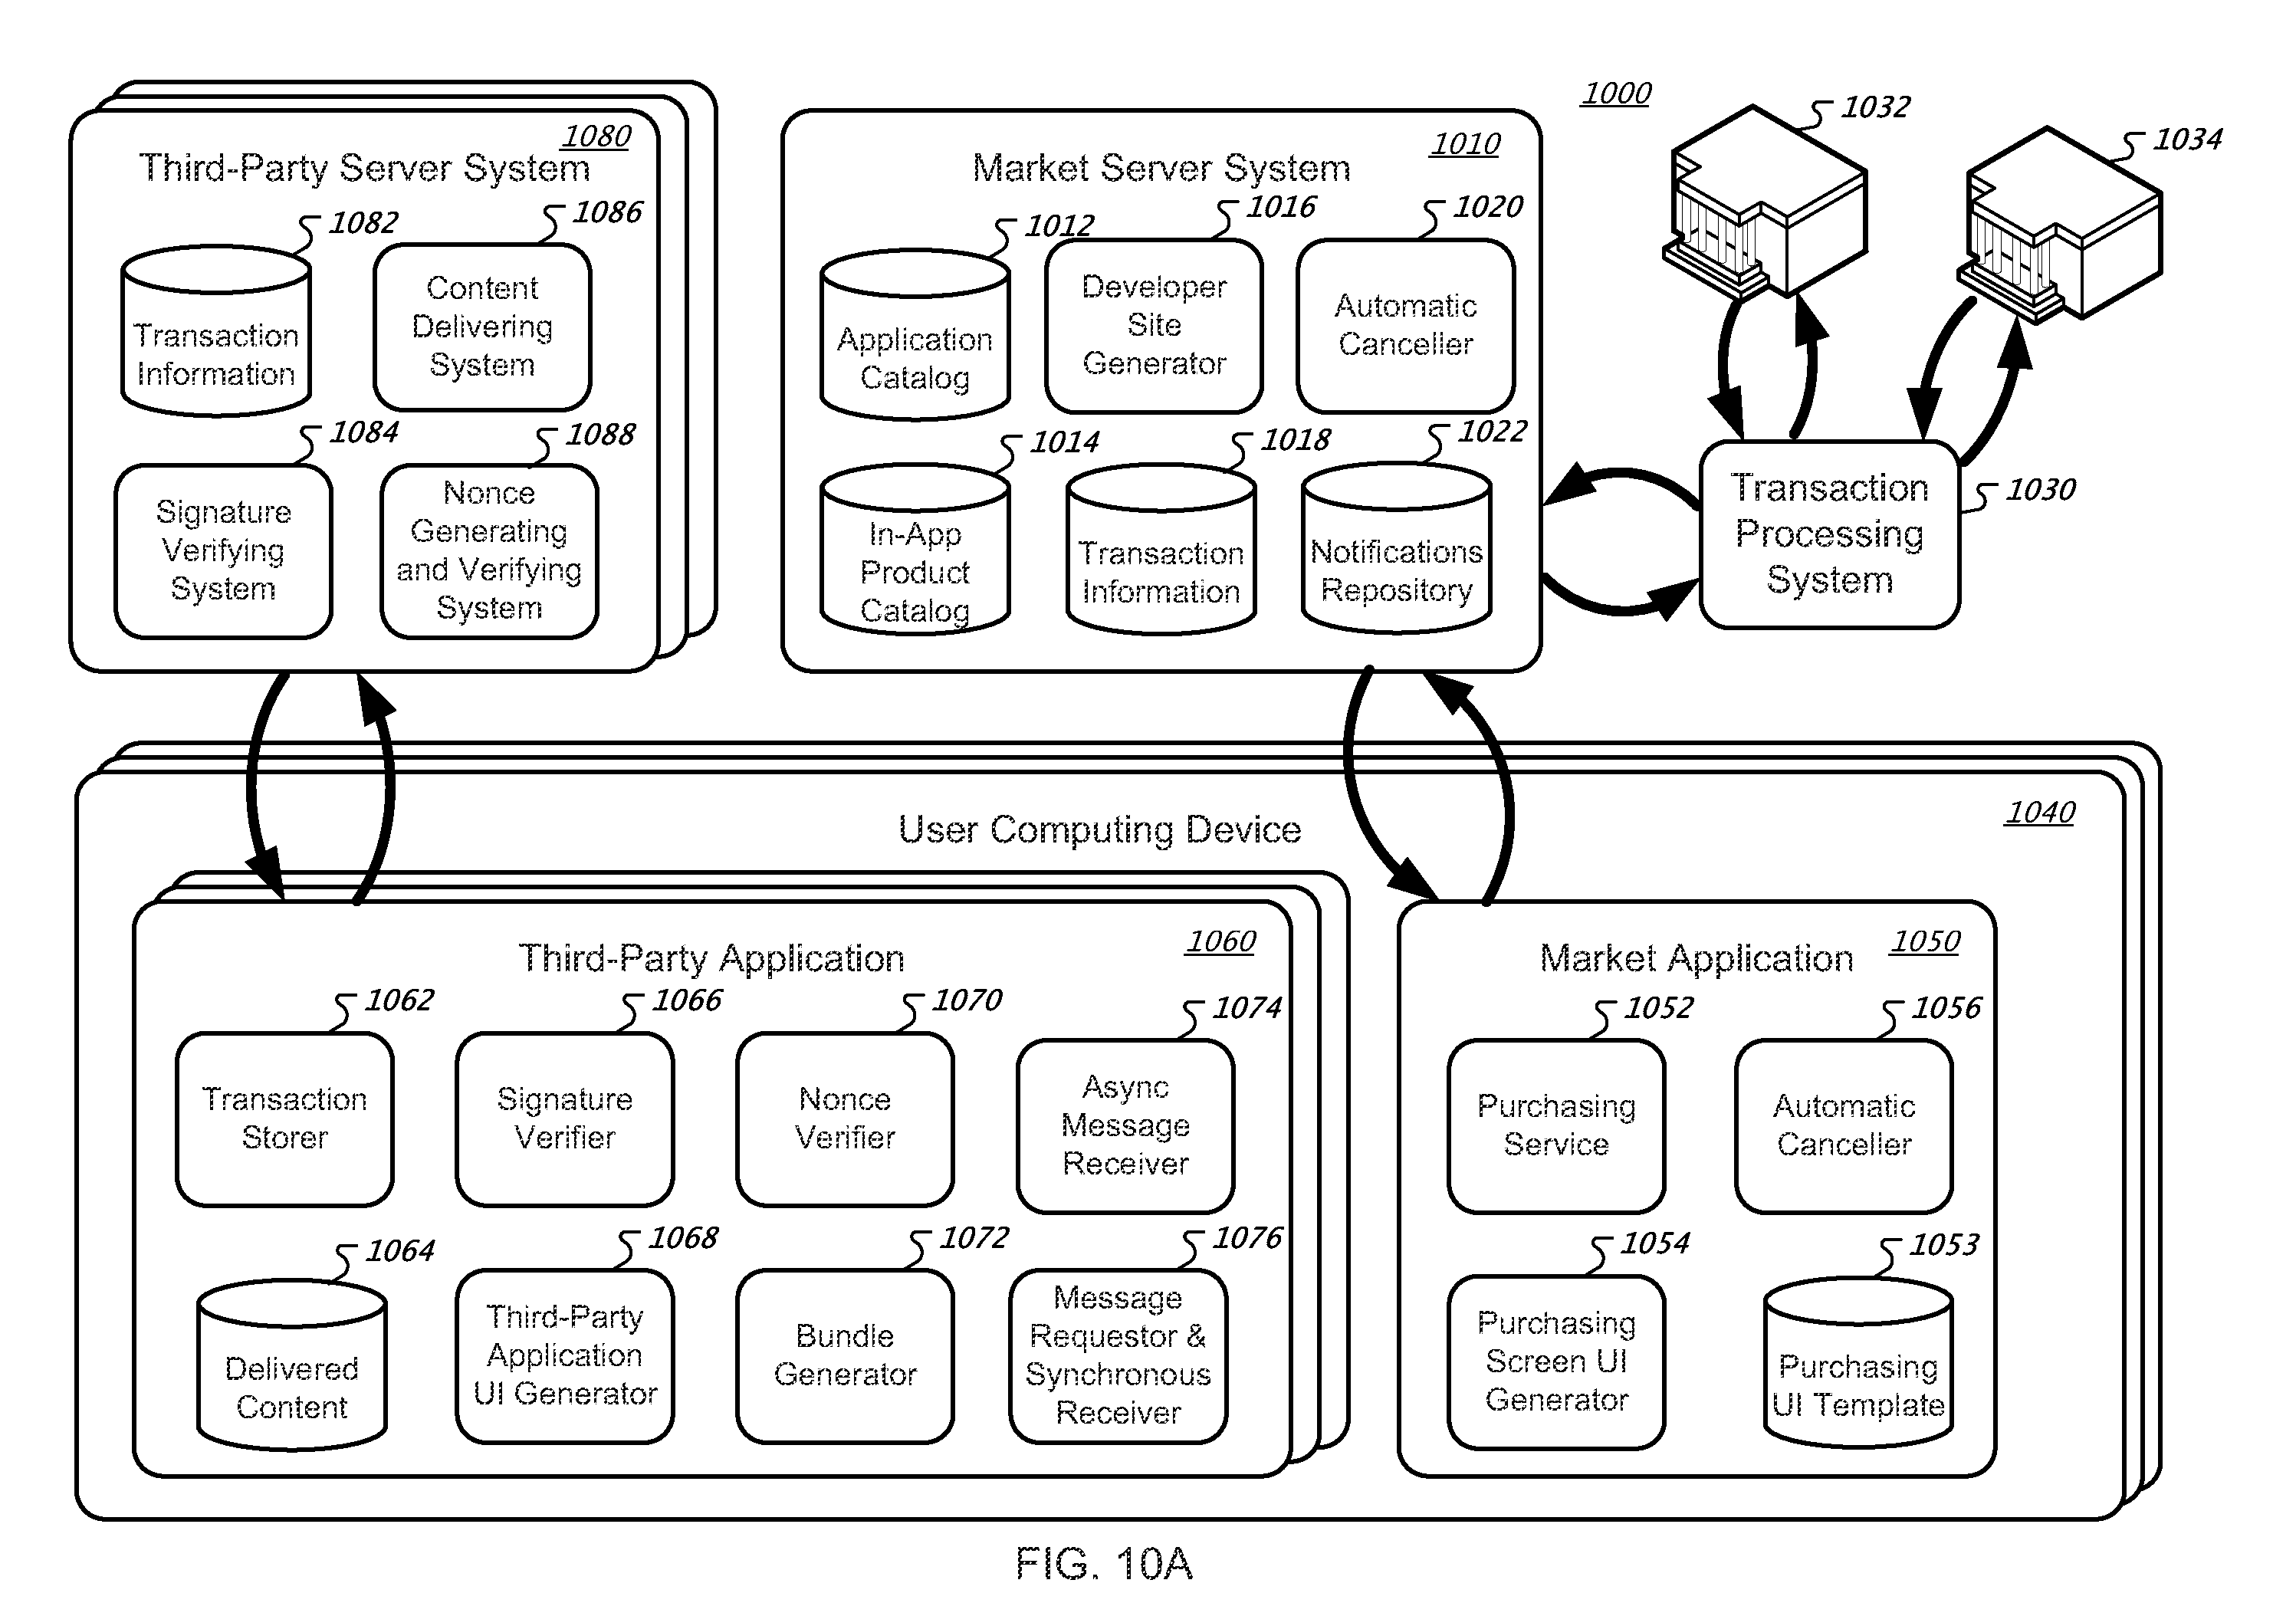 1000
1032
1034
1080
Third-Party Server System
1082
1086
Transaction
Information
Content
Delivering
System
1084
1088
Signature
Verifying
System
Nonce
Generating
and Verifying
System
1010
Market Server System
1012
1016
1020
Application
Catalog
Developer
Site
Generator
Automatic
Canceller
1014
1018
1022
In-App
Product
Catalog
Transaction
Information
Notifications
Repository
Transaction
Processing
System
1030
User Computing Device
1040
Third-Party Application
1060
1062
1066
1070
1074
Transaction
Storer
Signature
Verifier
Nonce
Verifier
Async
Message
Receiver
1064
1068
1072
1076
Delivered
Content
Third-Party
Application
UI Generator
Bundle
Generator
Message
Requestor &
Synchronous
Receiver
Market Application
1050
1052
1056
Purchasing
Service
Automatic
Canceller
1054
1053
Purchasing
Screen UI
Generator
Purchasing
UI Template
FIG. 10A